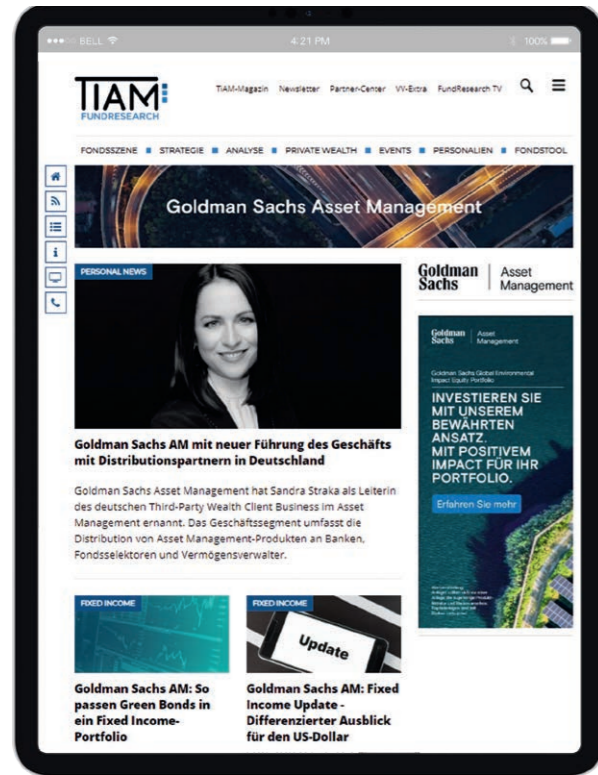 BELL
4:21 PM
100%
TiAM
FUNDRESEARCH
TiAM-Magazin Newsletter Partner-Center VV-Extra FundResearch TV
FONDSSZENE STRATEGIE ANALYSE PRIVATE WEALTH EVENTS PERSONALIEN FONDSTOOL
Goldman Sachs Asset Management
PERSONAL NEWS
Goldman Sachs AM mit neuer Führung des Geschäfts
mit Distributionspartnern in Deutschland
Goldman Sachs Asset Management hat Sandra Straka als Leiterin
des deutschen Third-Party Wealth Client Business im Asset
Management ernannt. Das Geschäftssegment umfasst die
Distribution von Asset Management-Produkten an Banken,
Fondsselektoren und Vermögensverwalter.
Goldman
Sachs
Asset
Management
Goldman
Sachs
Asset
Management
Goldman Sachs Global Environmental
Impact Equity Portfolio
INVESTIEREN SIE
MIT UNSEREM
BEWÄHRTEN
ANSATZ.
MIT POSITIVEM
IMPACT FÜR IHR
PORTFOLIO.
Erfahren Sie mehr
FIXED INCOME
Goldman Sachs AM: So
passen Green Bonds in
ein Fixed Income-
Portfolio
FIXED INCOME
Update
Goldman Sachs AM: Fixed
Income Update -
Differenzierter Ausblick
für den US-Dollar